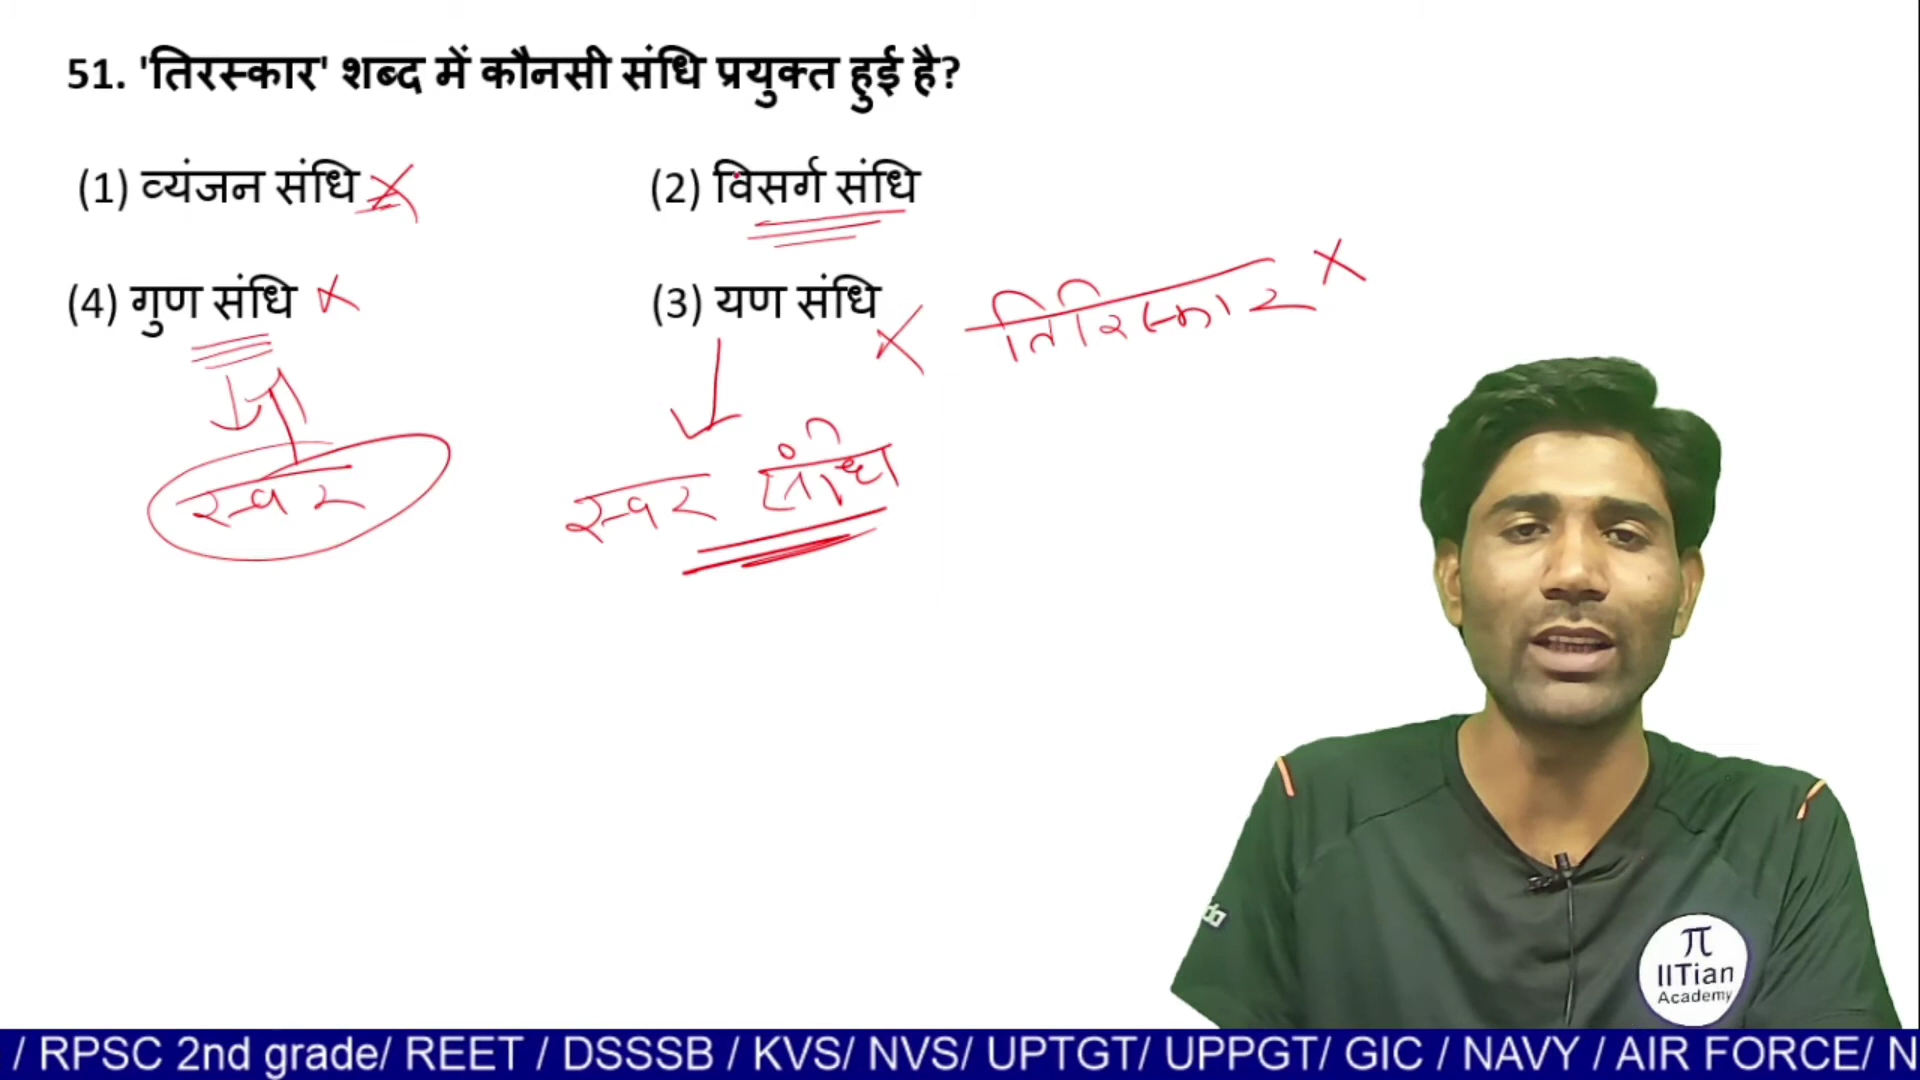 51. 'तिरस्कार' शब्द में कौनसी संधि प्रयुक्त हुई है?
(1) व्यंजन संधि
(2) विसर्ग संधि
(4) गुण संधि
(3) यण संधि
तिरिस्कार
स्वर
स्वर संधि
π
IITian
Academy
/ RPSC 2nd grade/ REET / DSSSB / KVS/ NVS/ UPTGT/ UPPGT/ GIC / NAVY / AIR FORCE/ N